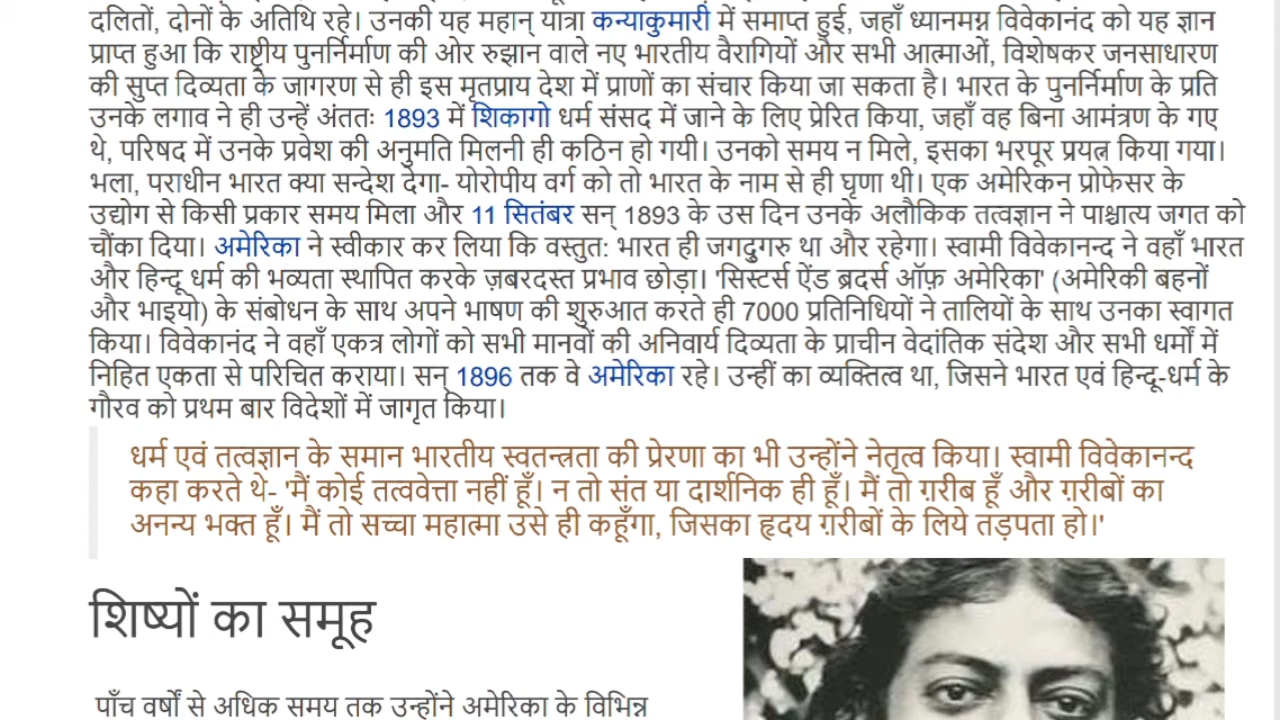 दलितों, दोनों के अतिथि रहे। उनकी यह महान् यात्रा कन्याकुमारी में समाप्त हुई, जहाँ ध्यानमग्न विवेकानंद को यह ज्ञान
प्राप्त हुआ कि राष्ट्रीय पुनर्निर्माण की ओर रुझान वाले नए भारतीय वैरागियों और सभी आत्माओं, विशेषकर जनसाधारण
की सुप्त दिव्यता के जागरण से ही इस मृतप्राय देश में प्राणों का संचार किया जा सकता है। भारत के पुनर्निर्माण के प्रति
उनके लगाव ने ही उन्हें अंततः 1893 में शिकागो धर्म संसद में जाने के लिए प्रेरित किया, जहाँ वह बिना आमंत्रण के गए
थे, परिषद में उनके प्रवेश की अनुमति मिलनी ही कठिन हो गयी। उनको समय न मिले, इसका भरपूर प्रयत्न किया गया।
भला, पराधीन भारत क्या सन्देश देगा- योरोपीय वर्ग को तो भारत के नाम से ही घृणा थी। एक अमेरिकन प्रोफेसर के
उद्योग से किसी प्रकार समय मिला और 11 सितंबर सन् 1893 के उस दिन उनके अलौकिक तत्वज्ञान ने पाश्चात्य जगत को
चौंका दिया। अमेरिका ने स्वीकार कर लिया कि वस्तुत: भारत ही जगद्गुरु था और रहेगा। स्वामी विवेकानन्द ने वहाँ भारत
और हिन्दू धर्म की भव्यता स्थापित करके ज़बरदस्त प्रभाव छोड़ा। 'सिस्टर्स ऐंड ब्रदर्स ऑफ़ अमेरिका' (अमेरिकी बहनों
और भाइयो) के संबोधन के साथ अपने भाषण की शुरुआत करते ही 7000 प्रतिनिधियों ने तालियों के साथ उनका स्वागत
किया। विवेकानंद ने वहाँ एकत्र लोगों को सभी मानवों की अनिवार्य दिव्यता के प्राचीन वेदांतिक संदेश और सभी धर्मों में
निहित एकता से परिचित कराया। सन् 1896 तक वे अमेरिका रहे। उन्हीं का व्यक्तित्व था, जिसने भारत एवं हिन्दू-धर्म के
गौरव को प्रथम बार विदेशों में जागृत किया।
धर्म एवं तत्वज्ञान के समान भारतीय स्वतन्त्रता की प्रेरणा का भी उन्होंने नेतृत्व किया। स्वामी विवेकानन्द
कहा करते थे- 'मैं कोई तत्ववेत्ता नहीं हूँ। न तो संत या दार्शनिक ही हूँ। मैं तो ग़रीब हूँ और ग़रीबों का
अनन्य भक्त हूँ। मैं तो सच्चा महात्मा उसे ही कहूँगा, जिसका हृदय ग़रीबों के लिये तड़पता हो।'
शिष्यों का समूह
पाँच वर्षों से अधिक समय तक उन्होंने अमेरिका के विभिन्न